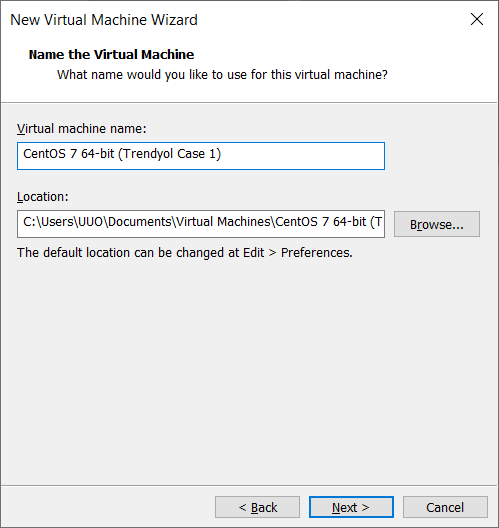 New Virtual Machine Wizard
Name the Virtual Machine
What name would you like to use for this virtual machine?
Virtual machine name:
CentOS 7 64-bit (Trendyol Case 1)
Location:
C:\Users\UUO\Documents\Virtual Machines\CentOS 7 64-bit (T
Browse...
The default location can be changed at Edit > Preferences.
< Back
Next >
Cancel